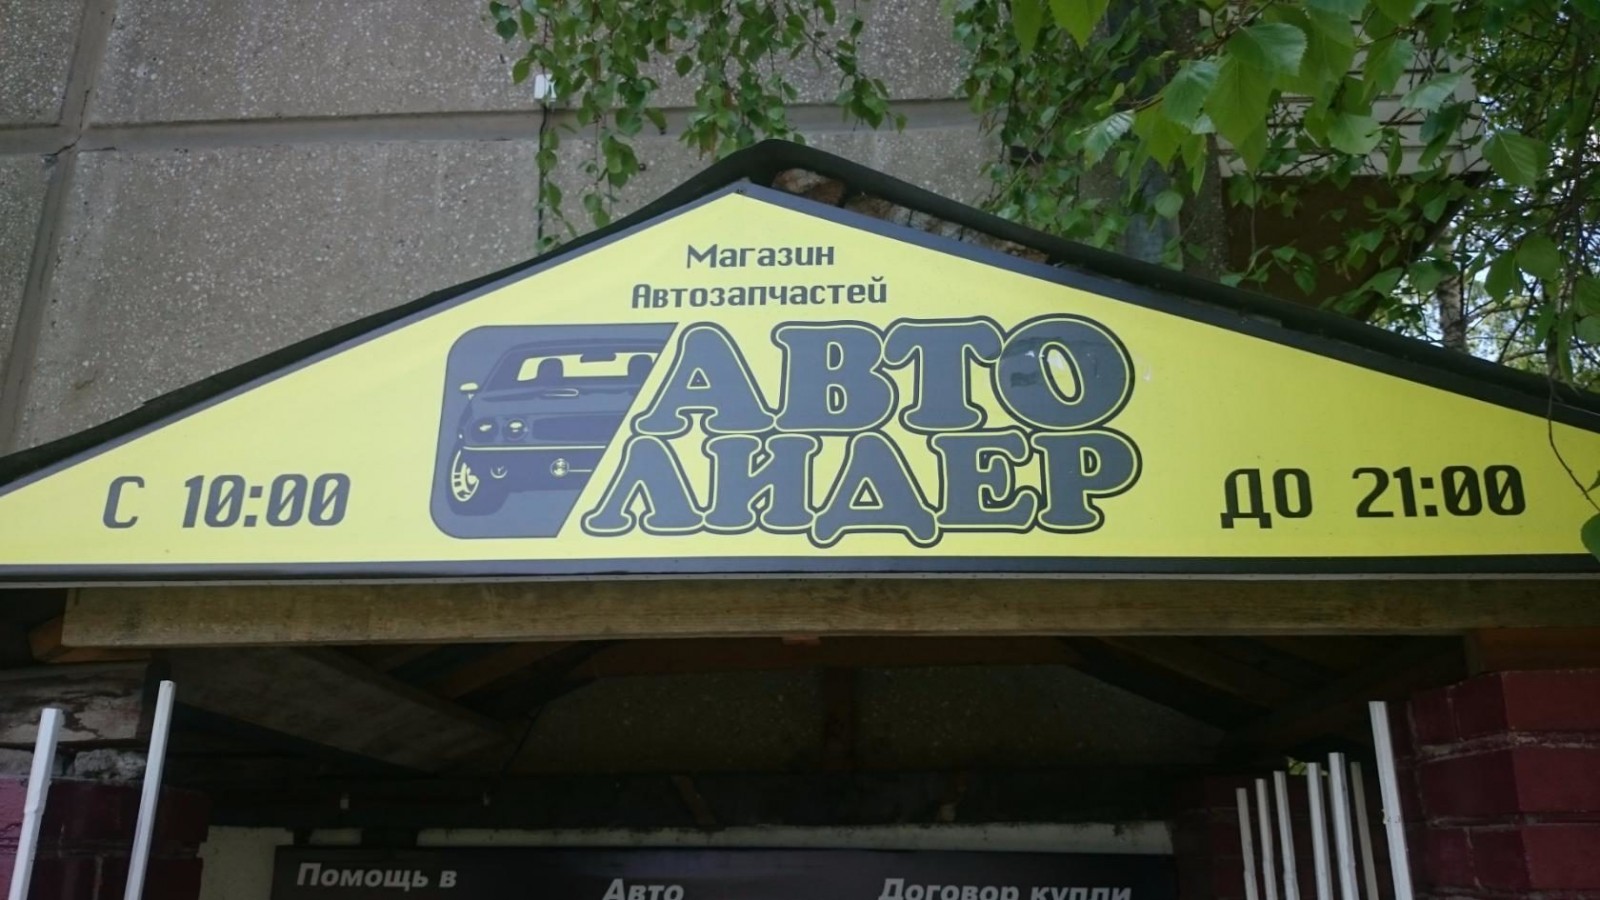 Магазин
Автозапчастей
АВТО
ЛИДЕР
С 10:00
ДО 21:00
Помощь в
Авто
Договор купли